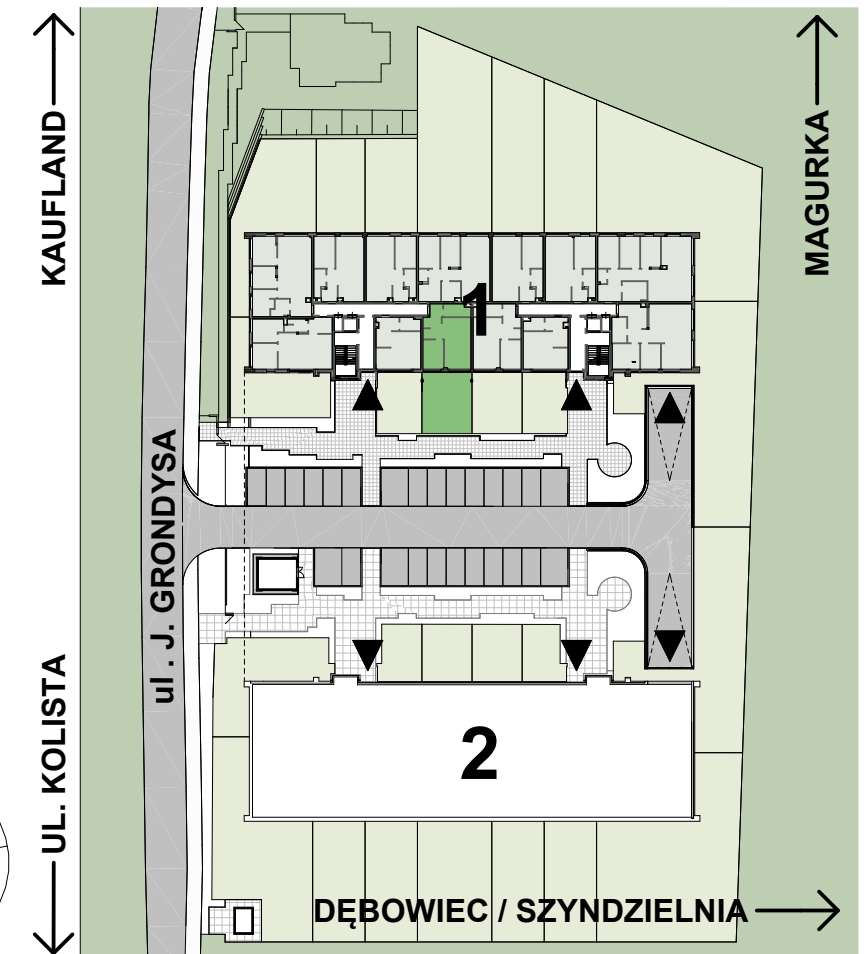 KAUFLAND
MAGURKA
1
ul . J. GRONDYSA
UL. KOLISTA
2
DĘBOWIEC / SZYNDZIELNIA